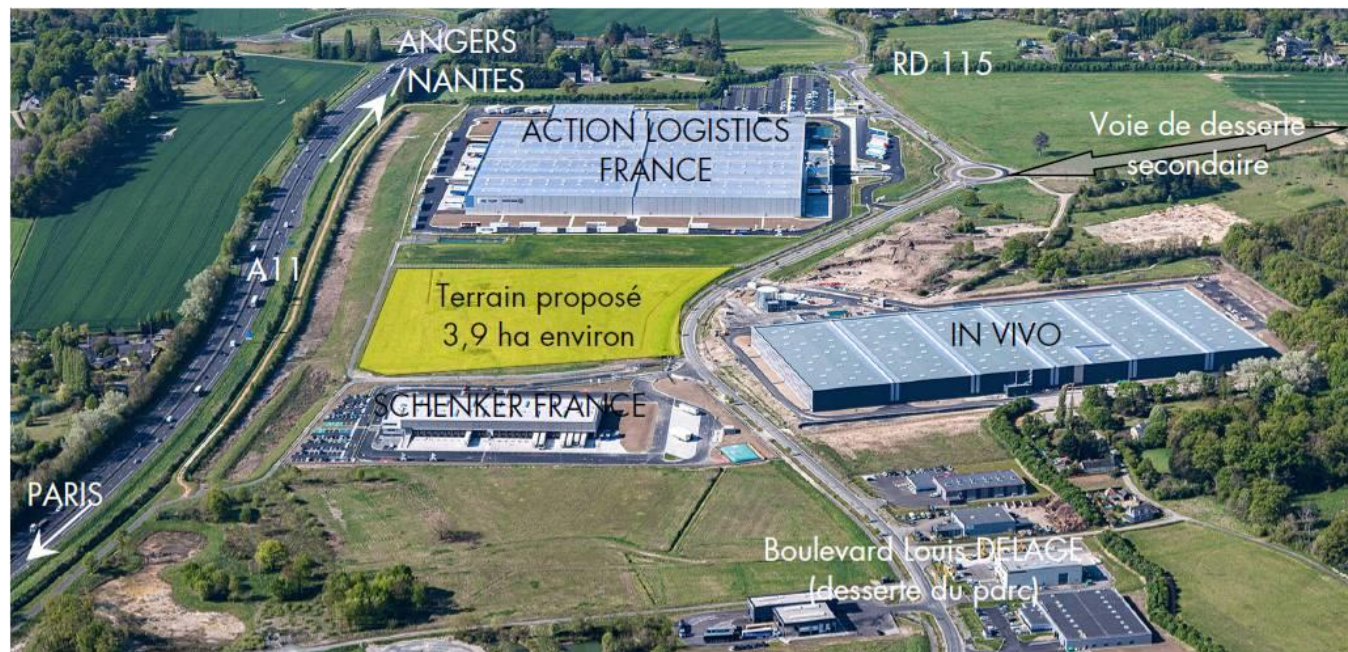 ANGERS
/NANTES
RD 115
ACTION LOGISTICS
FRANCE
Voie de desserte
secondaire
A11
Terrain proposé
3,9 ha environ
IN VIVO
SCHENKER FRANCE
PARIS
Boulevard Louis DELAGE
(desserte du parc)